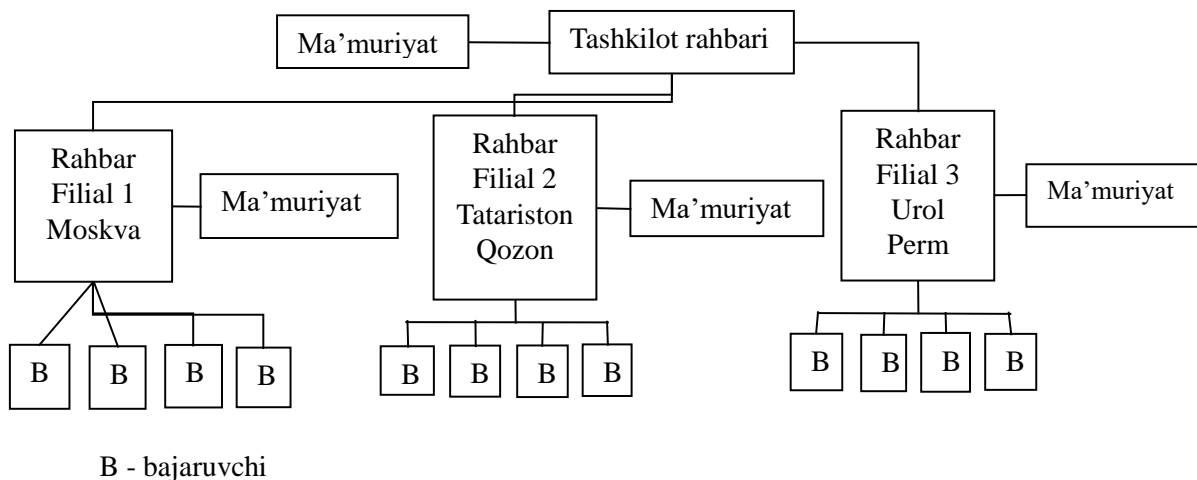 Ma’muriyat
Tashkilot rahbari
Rahbar
Filial 1
Moskva
Ma’muriyat
Rahbar
Filial 2
Tatariston
Qozon
Ma’muriyat
Rahbar
Filial 3
Urol
Perm
Ma’muriyat
B
B
B
B
B
B
B
B
B
B
B
B
B - bajaruvchi